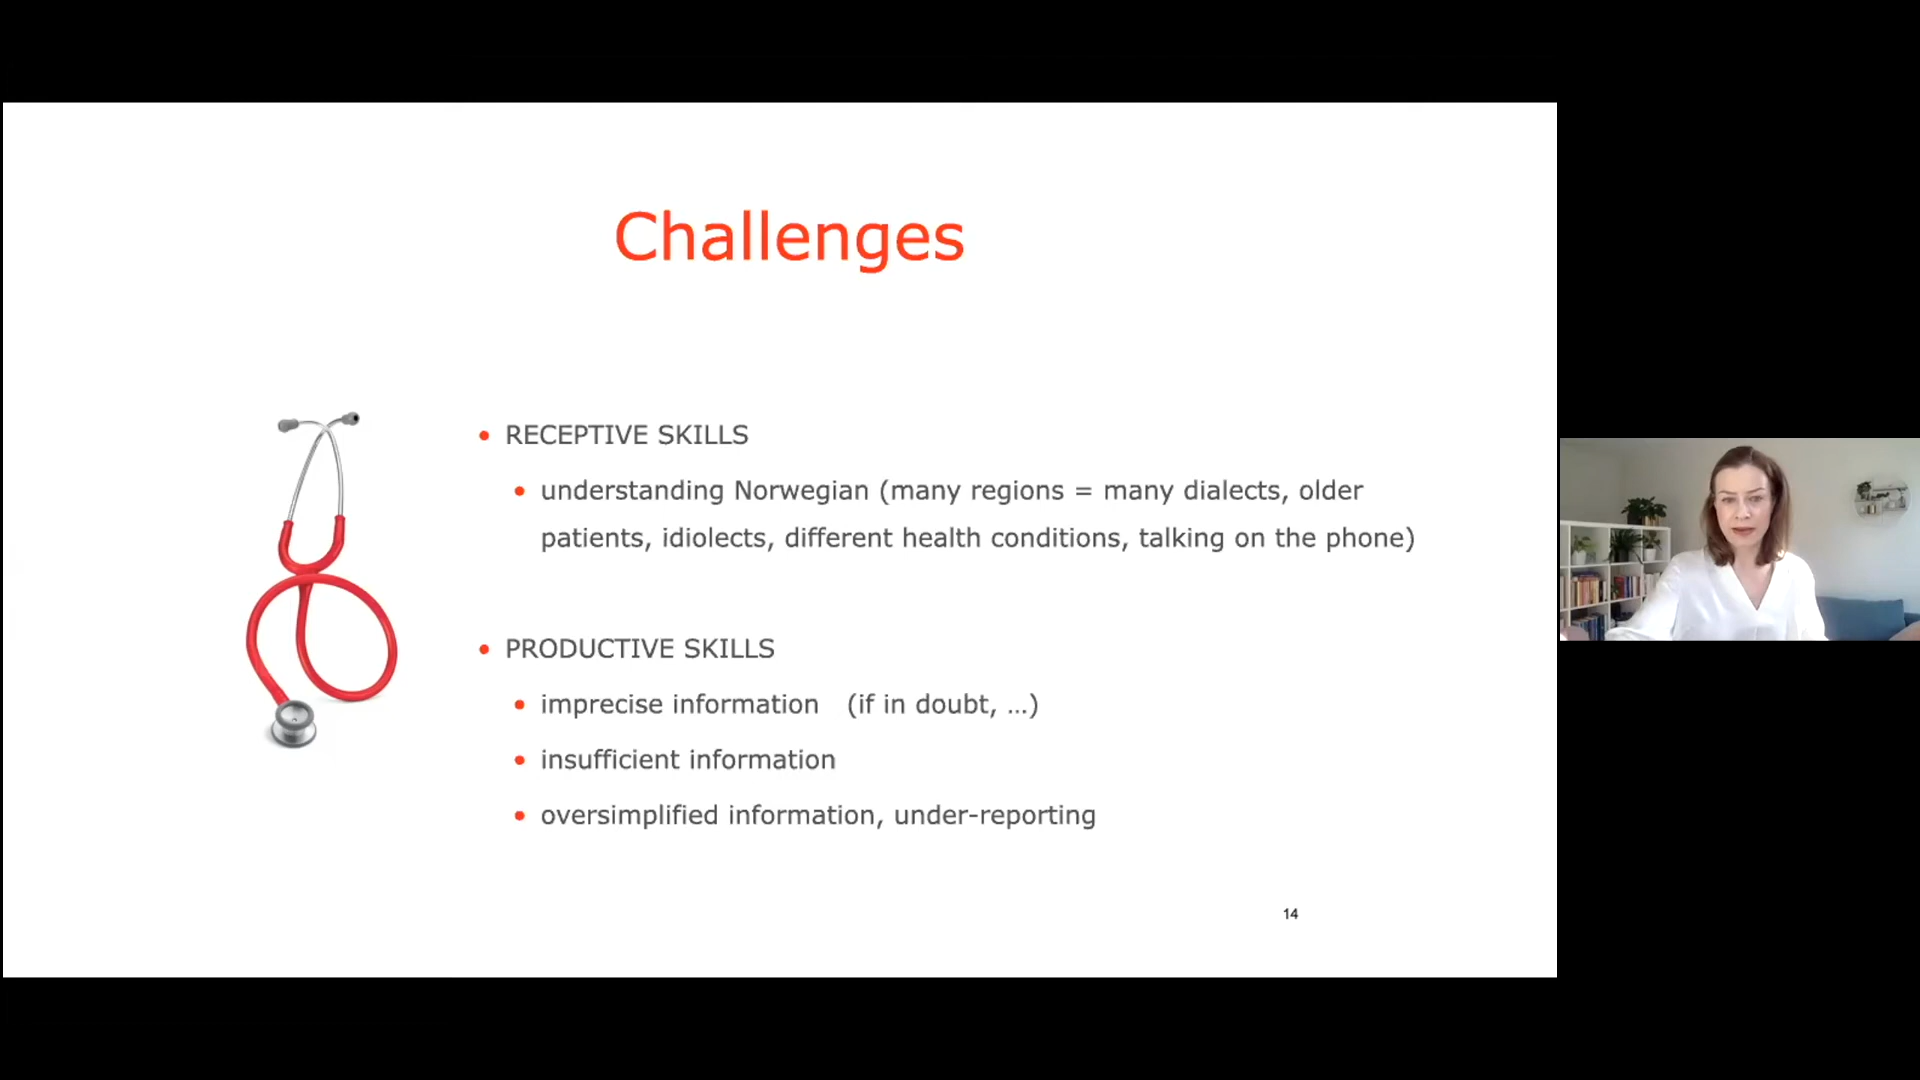 Challenges
• RECEPTIVE SKILLS
• understanding Norwegian (many regions = many dialects, older
patients, idiolects, different health conditions, talking on the phone)
• PRODUCTIVE SKILLS
• imprecise information (if in doubt, ...)
• insufficient information
• oversimplified information, under-reporting
14